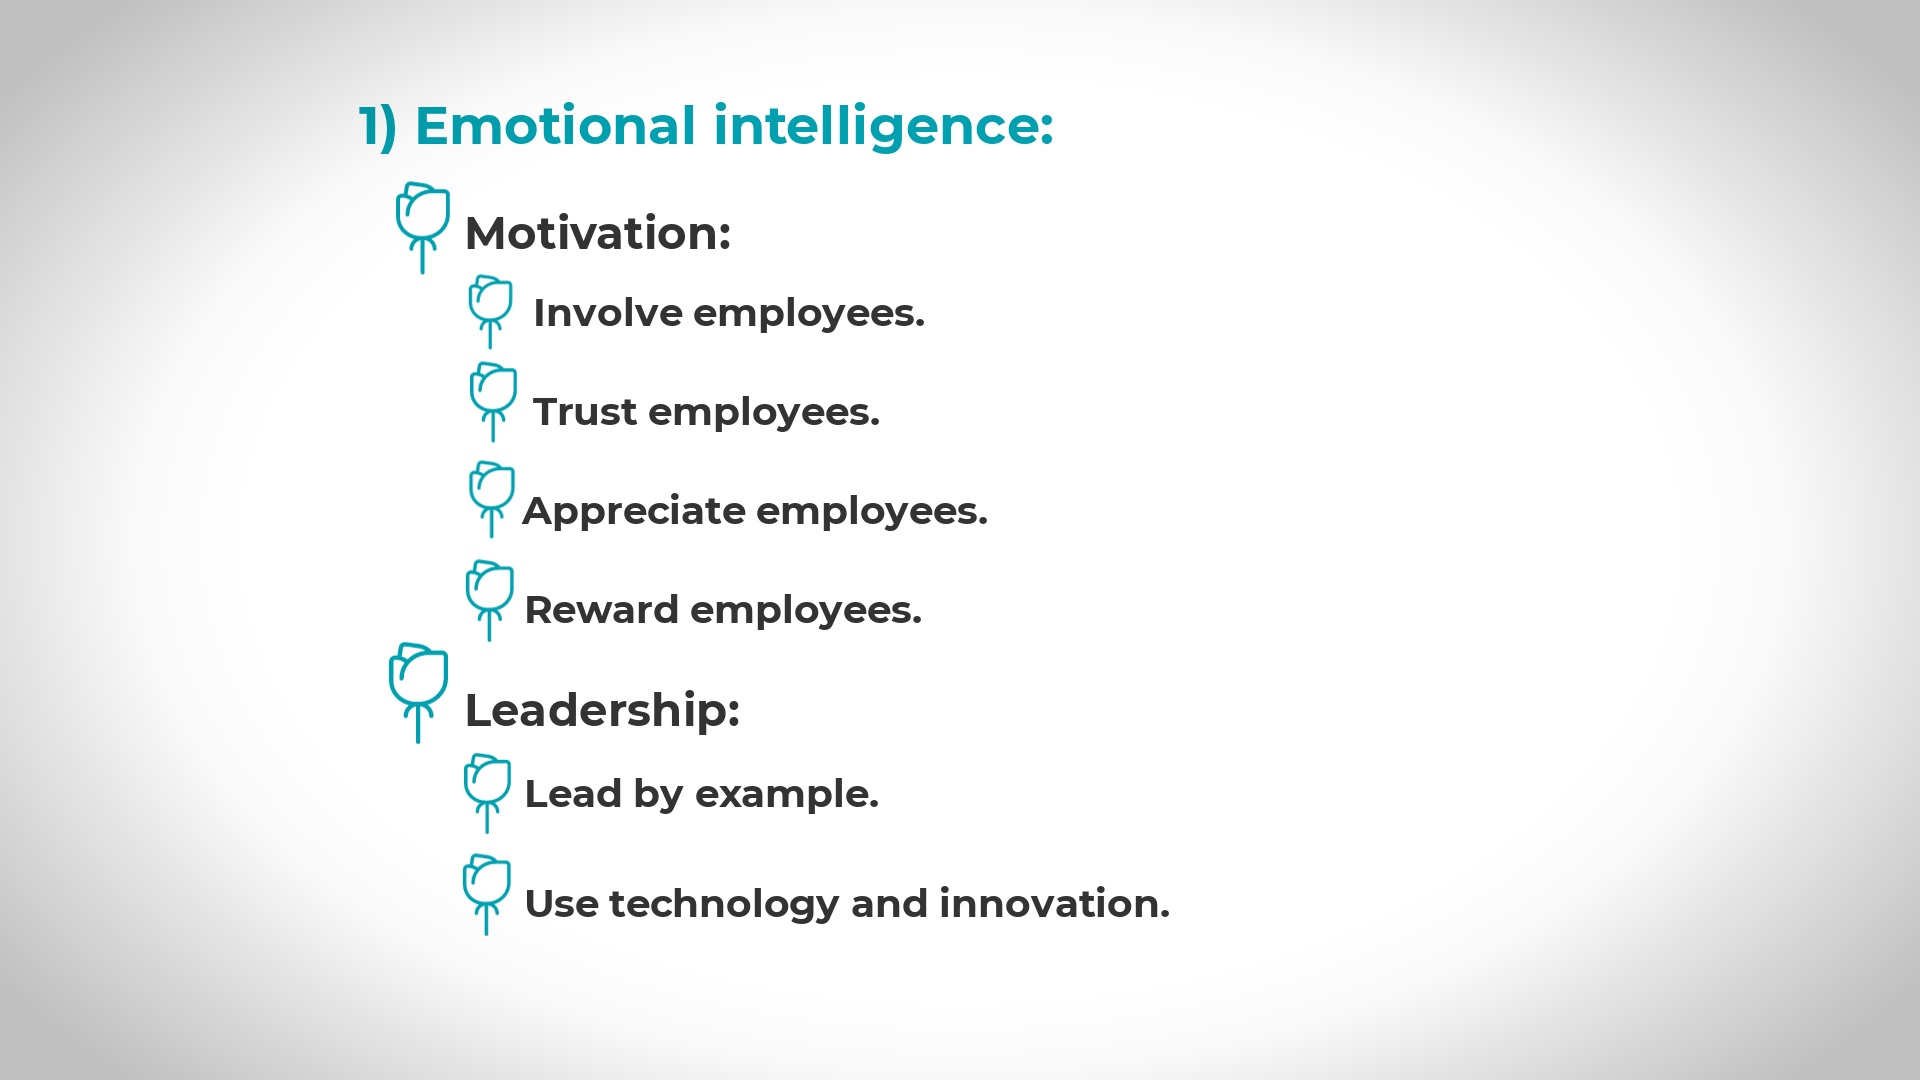 1) Emotional intelligence:
Motivation:
Involve employees.
Trust employees.
Appreciate employees.
Reward employees.
Leadership:
Lead by example.
Use technology and innovation.